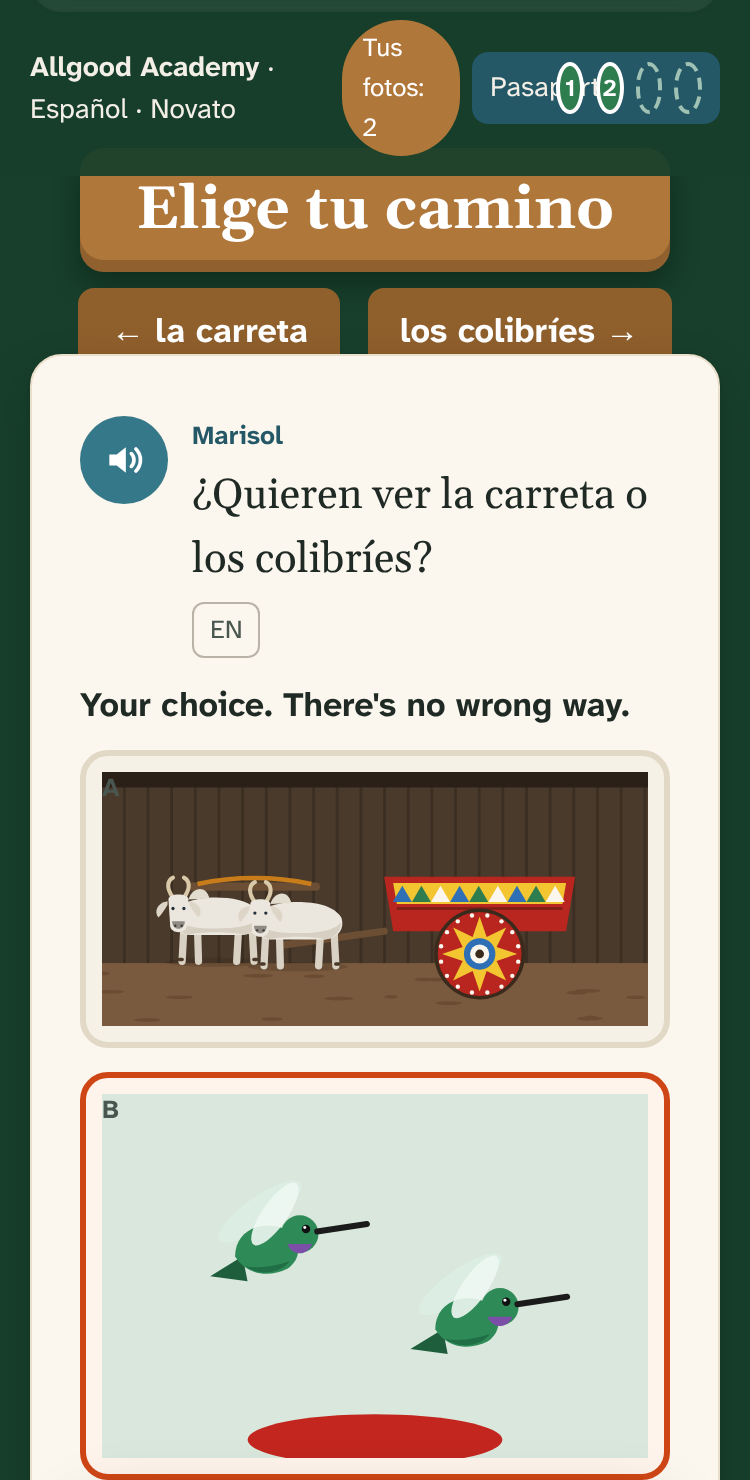 Allgood Academy ·
Español · Novato
Tus
fotos:
2
1 2
Elige tu camino
← la carreta
los colibríes →
Marisol
¿Quieren ver la carreta o
los colibríes?
EN
Your choice. There's no wrong way.
A
B